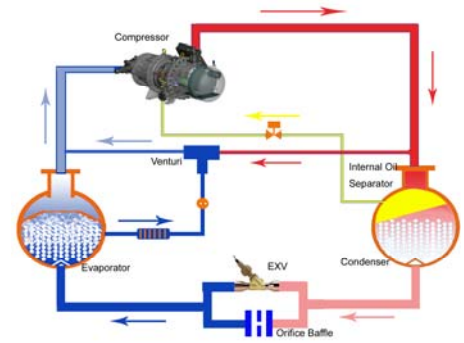 Compressor
Venturi
Internal Oil
Separator
Evaporator
EXV
Condenser
Orifice Baffle